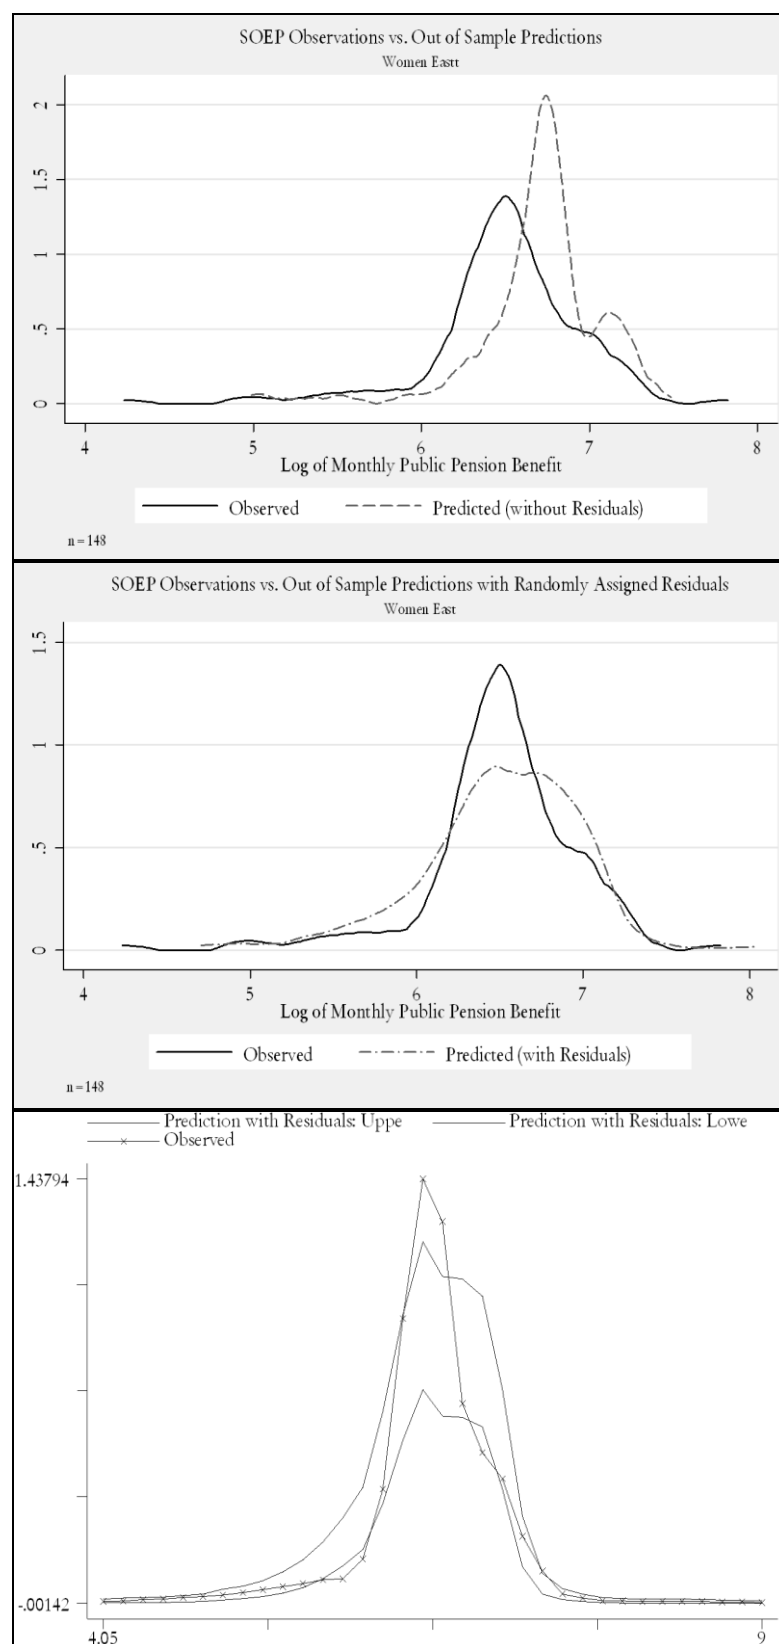 SOEP Observations vs. Out of Sample Predictions
Women Eastt
2
1.5
1
.5
0
4 5 6 7 8
Log of Monthly Public Pension Benefit
Observed Predicted (without Residuals)
n = 148
SOEP Observations vs. Out of Sample Predictions with Randomly Assigned Residuals
Women East
1.5
1
.5
0
4 5 6 7 8
Log of Monthly Public Pension Benefit
Observed Predicted (with Residuals)
n = 148
Prediction with Residuals: Uppe Prediction with Residuals: Lowe
Observed
1.43794
-.00142
4.05 9